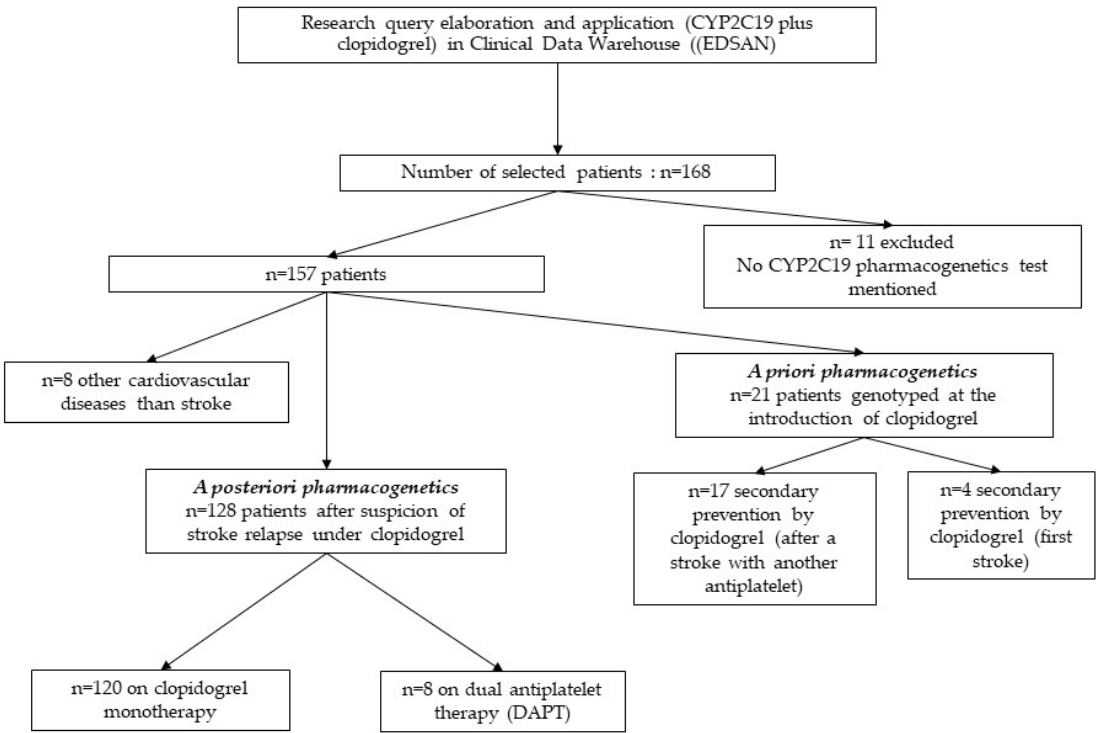 Research query elaboration and application (CYP2C19 plus
clopidogrel) in Clinical Data Warehouse ((EDSAN)
Number of selected patients : n=168
n= 11 excluded
No CYP2C19 pharmacogenetics test
mentioned
n=157 patients
n=8 other cardiovascular
diseases than stroke
A priori pharmacogenetics
n=21 patients genotyped at the
introduction of clopidogrel
A posteriori pharmacogenetics
n=128 patients after suspicion of
stroke relapse under clopidogrel
n=17 secondary
prevention by
clopidogrel (after a
stroke with another
antiplatelet)
n=4 secondary
prevention by
clopidogrel (first
stroke)
n=120 on clopidogrel
monotherapy
n=8 on dual antiplatelet
therapy (DAPT)